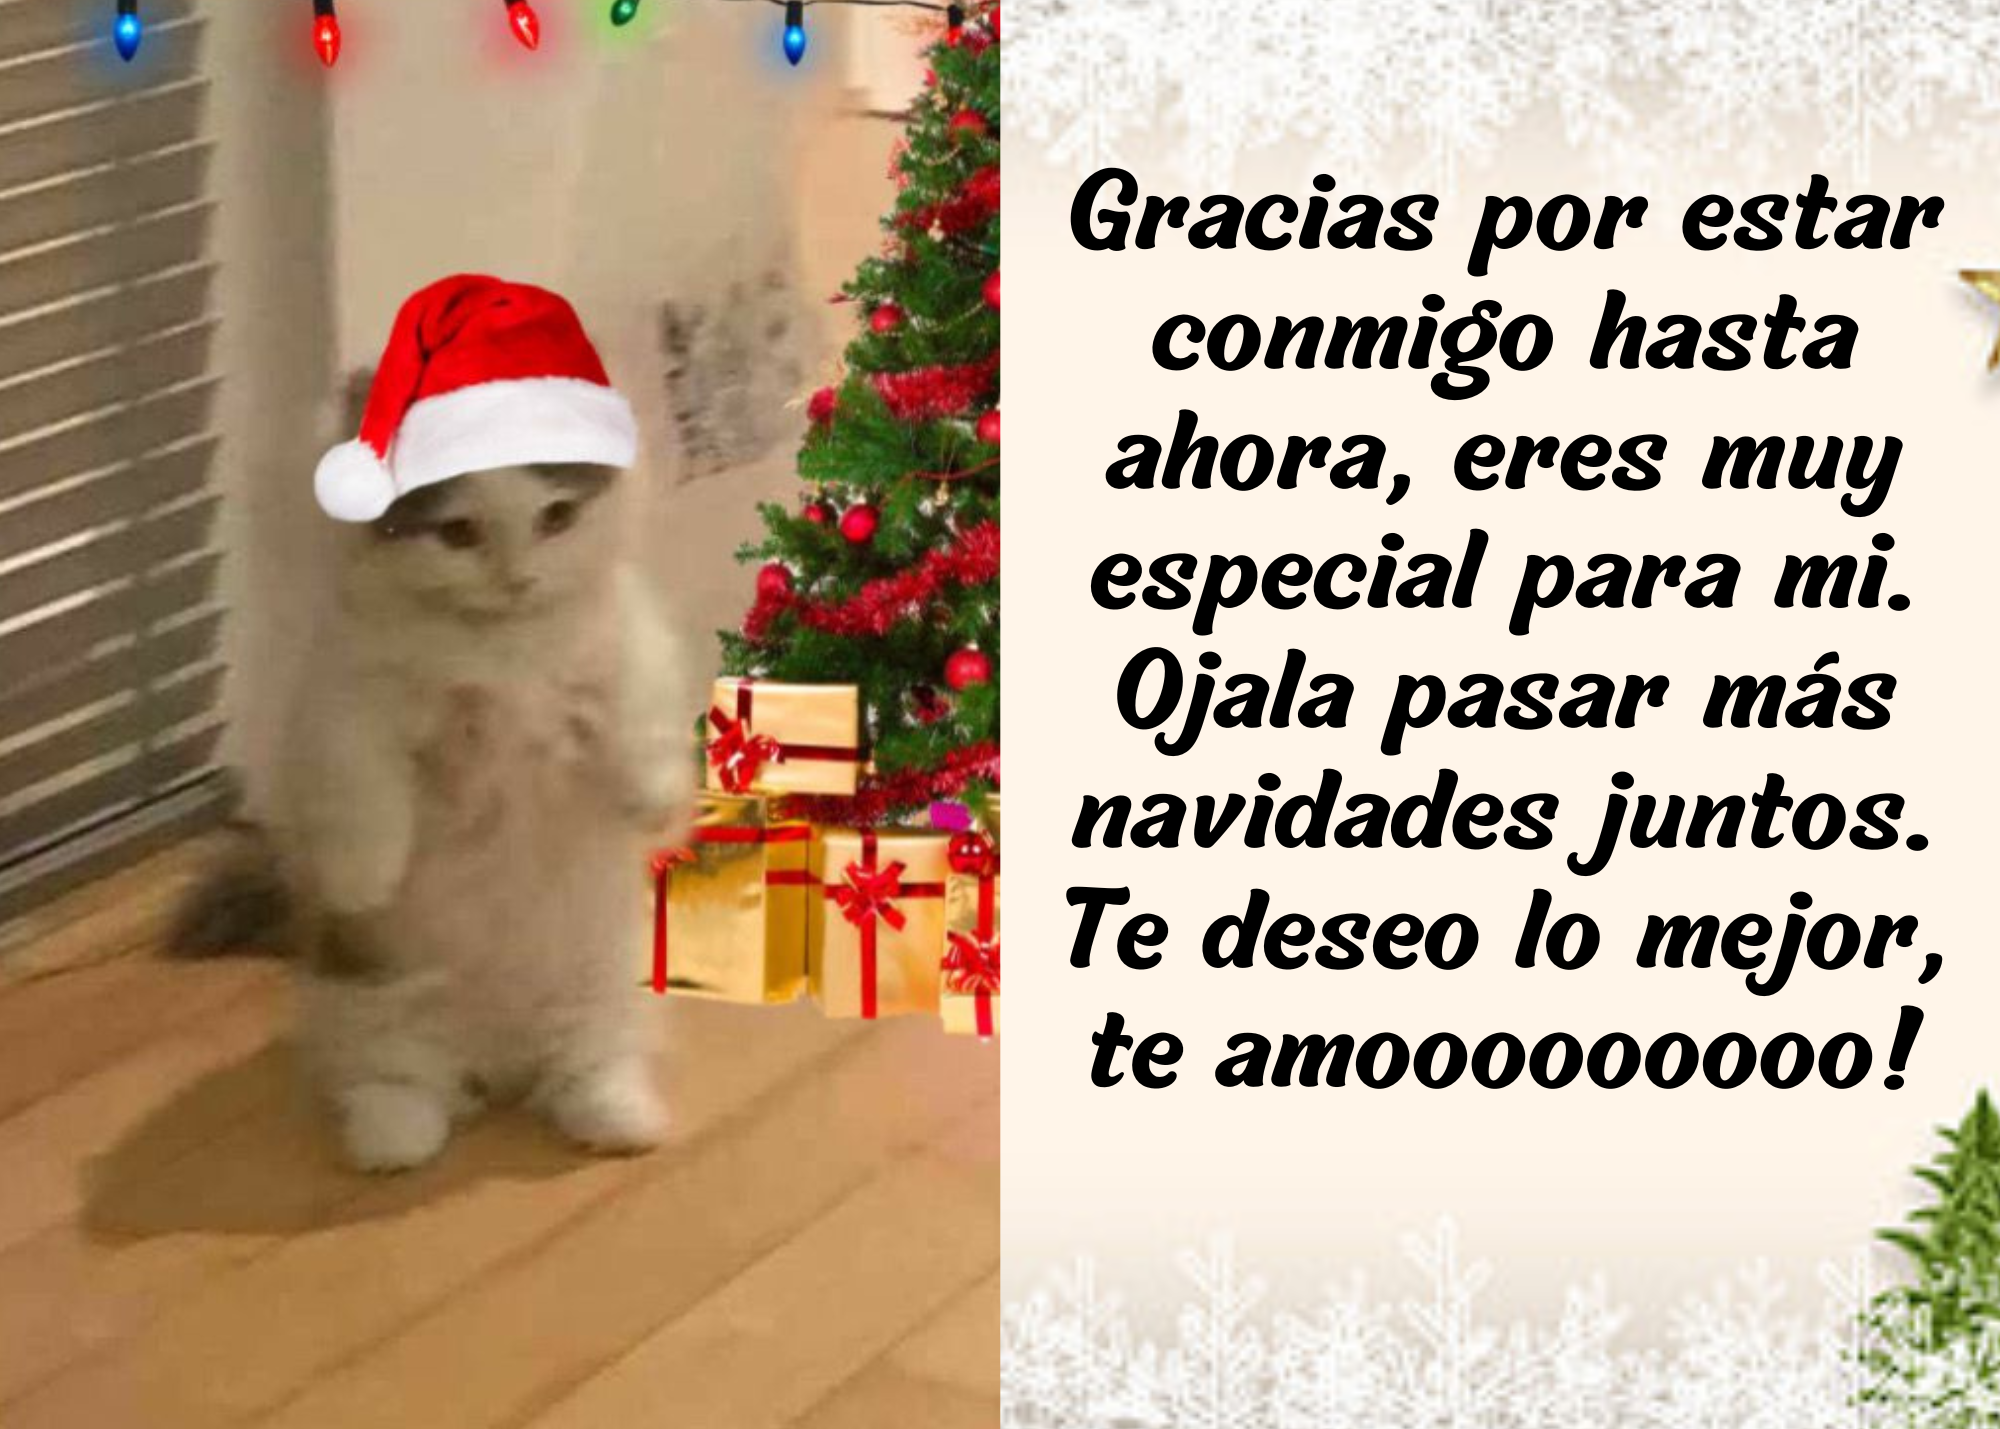 Gracias por estar
conmigo hasta
ahora, eres muy
especial para mi.
Ojala pasar más
navidades juntos.
Te deseo lo mejor,
te amoooooooooo!